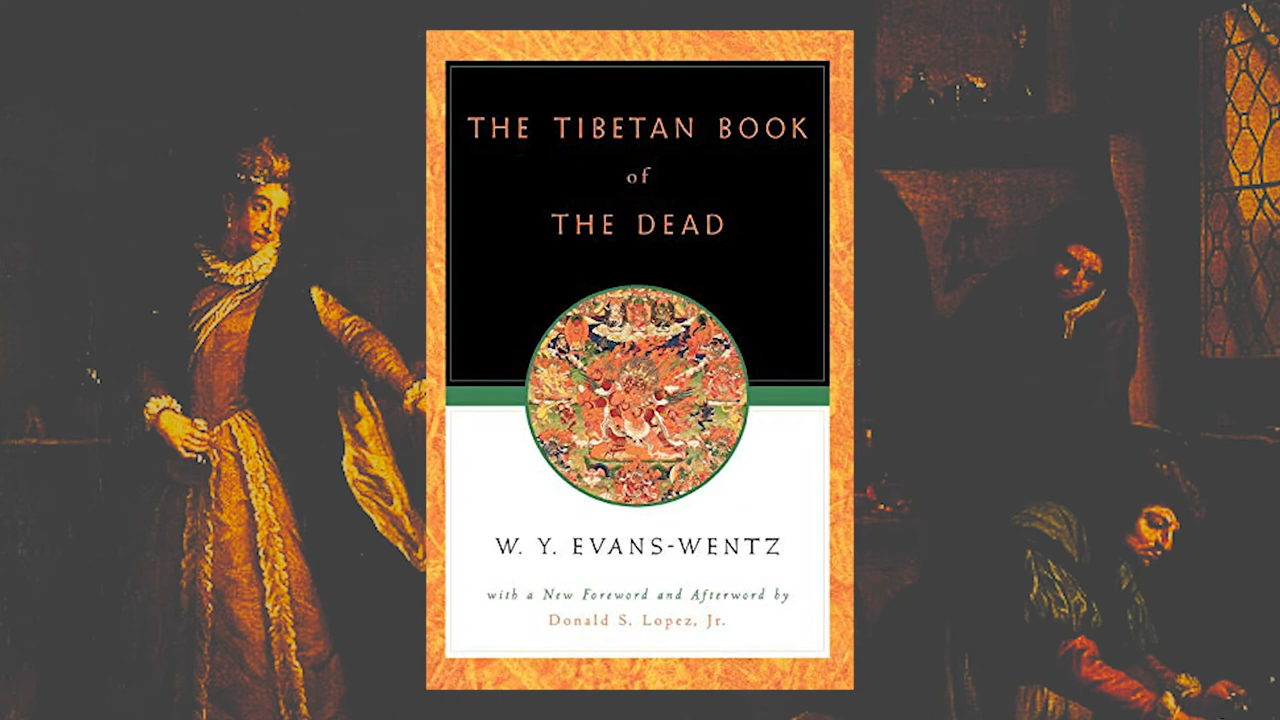 THE TIBETAN BOOK
of
THE DEAD
W. Y. EVANS-WENTZ
with a New Foreword and Afterword by
Donald S. Lopez, Jr.